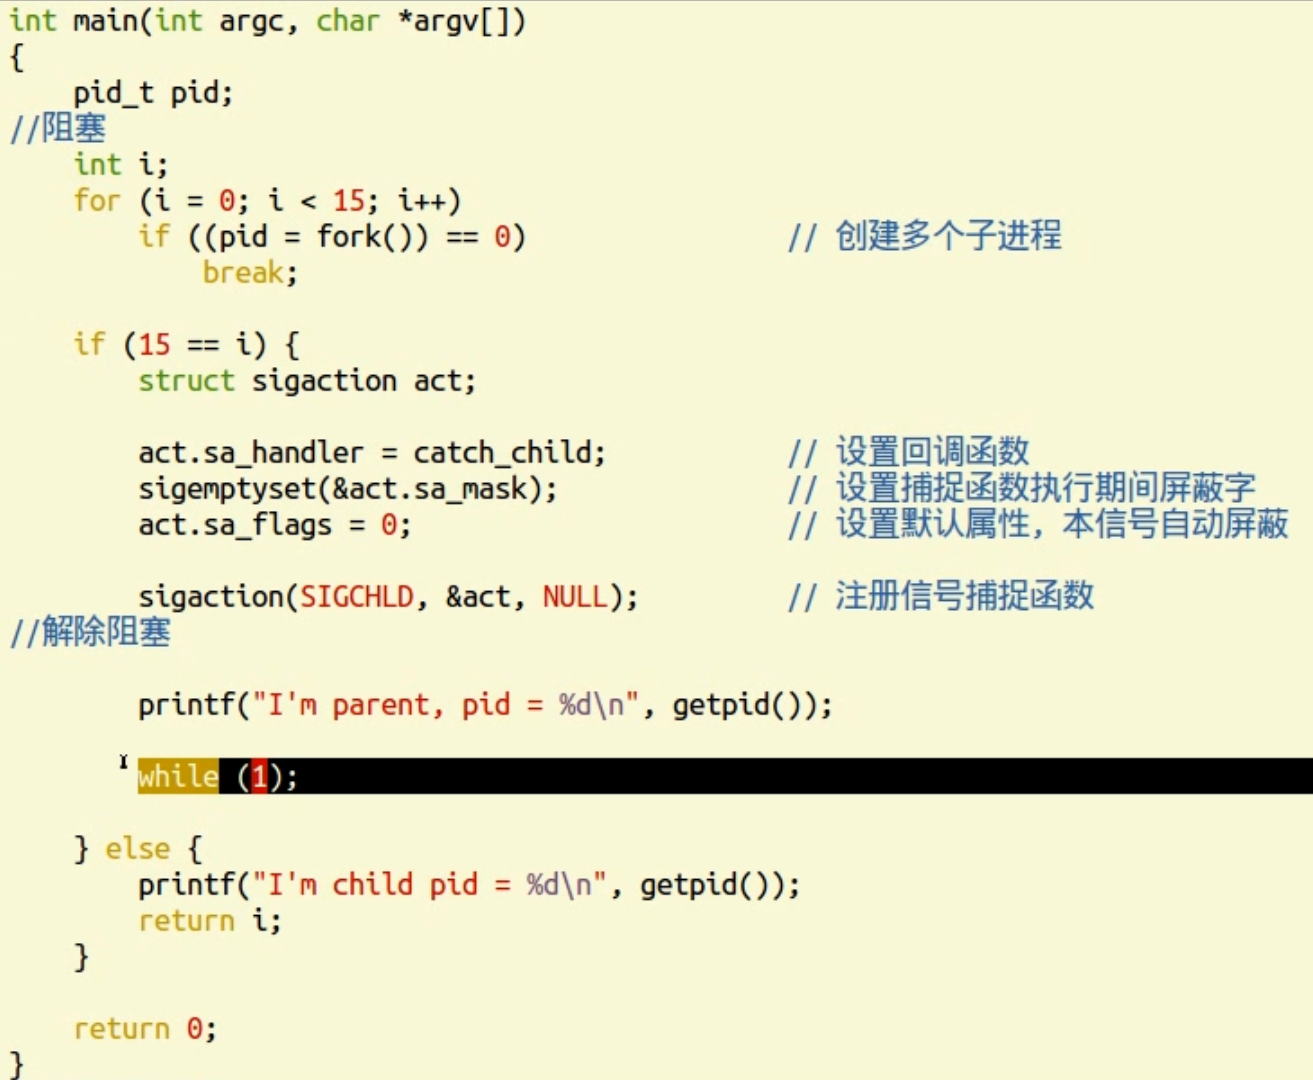 int main(int argc, char *argv[])
{
    pid_t pid;
//阻塞
    int i;
    for (i = 0; i < 15; i++)
        if ((pid = fork()) == 0)                // 创建多个子进程
            break;

    if (15 == i) {
        struct sigaction act;

        act.sa_handler = catch_child;           // 设置回调函数
        sigemptyset(&act.sa_mask);              // 设置捕捉函数执行期间屏蔽字
        act.sa_flags = 0;                       // 设置默认属性, 本信号自动屏蔽

        sigaction(SIGCHLD, &act, NULL);         // 注册信号捕捉函数
//解除阻塞

        printf("I'm parent, pid = %d\n", getpid());

        while (1);

    } else {
        printf("I'm child pid = %d\n", getpid());
        return i;
    }

    return 0;
}